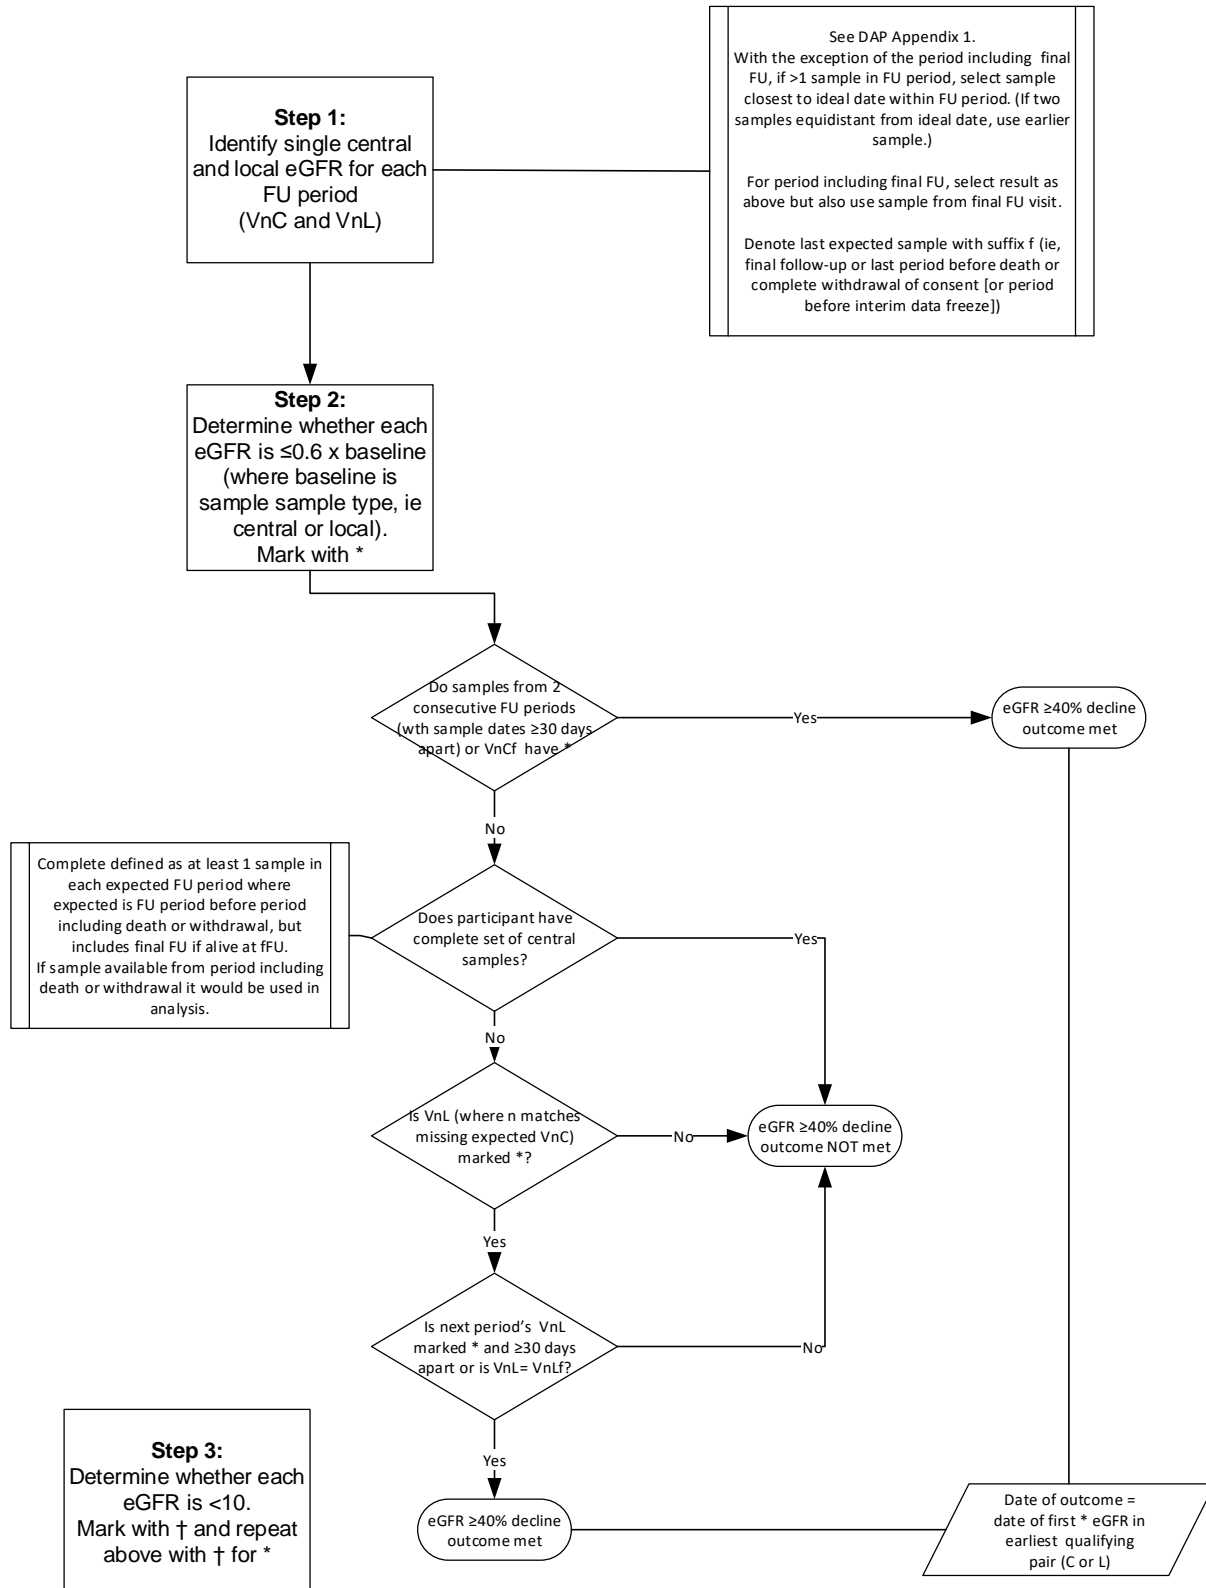 Step 1:
Identify single central
and local eGFR for each
FU period
(VnC and VnL)
See DAP Appendix 1.
With the exception of the period including final
FU, if >1 sample in FU period, select sample
closest to ideal date within FU period. (If two
samples equidistant from ideal date, use earlier
sample.)
For period including final FU, select result as
above but also use sample from final FU visit.
Denote last expected sample with suffix f (ie,
final follow-up or last period before death or
complete withdrawal of consent [or period
before interim data freeze])
Step 2:
Determine whether each
eGFR is ≤0.6 x baseline
(where baseline is
sample sample type, ie
central or local).
Mark with *
Do samples from 2
consecutive FU periods
(wth sample dates ≥30 days
apart) or VnCf have *
Yes
eGFR ≥40% decline
outcome met
No
Complete defined as at least 1 sample in
each expected FU period where
expected is FU period before period
including death or withdrawal, but
includes final FU if alive at fFU.
If sample available from period including
death or withdrawal it would be used in
analysis.
Does participant have
complete set of central
samples?
Yes
No
Is VnL (where n matches
missing expected VnC)
marked *?
No
eGFR ≥40% decline
outcome NOT met
Yes
Is next period's VnL
marked * and ≥30 days
apart or is VnL= VnLf?
No
Yes
Step 3:
Determine whether each
eGFR is <10.
Mark with † and repeat
above with † for *
eGFR ≥40% decline
outcome met
Date of outcome =
date of first * eGFR in
earliest qualifying
pair (C or L)